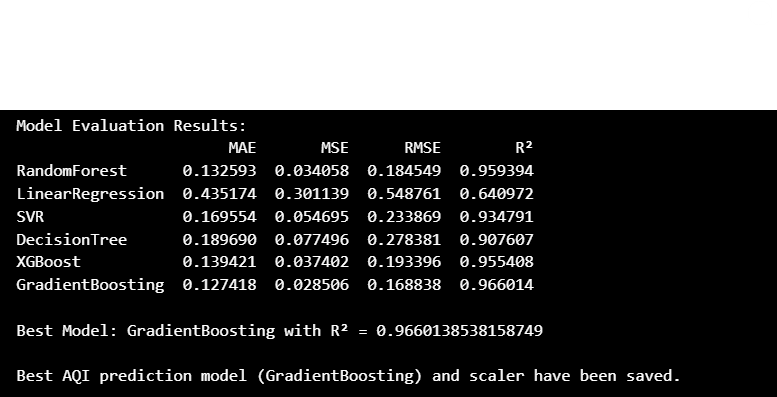 Model Evaluation Results:
MAE MSE RMSE R²
RandomForest 0.132593 0.034058 0.184549 0.959394
LinearRegression 0.435174 0.301139 0.548761 0.640972
SVR 0.169554 0.054695 0.233869 0.934791
DecisionTree 0.189690 0.077496 0.278381 0.907607
XGBoost 0.139421 0.037402 0.193396 0.955408
GradientBoosting 0.127418 0.028506 0.168838 0.966014
Best Model: GradientBoosting with R² = 0.9660138538158749
Best AQI prediction model (GradientBoosting) and scaler have been saved.